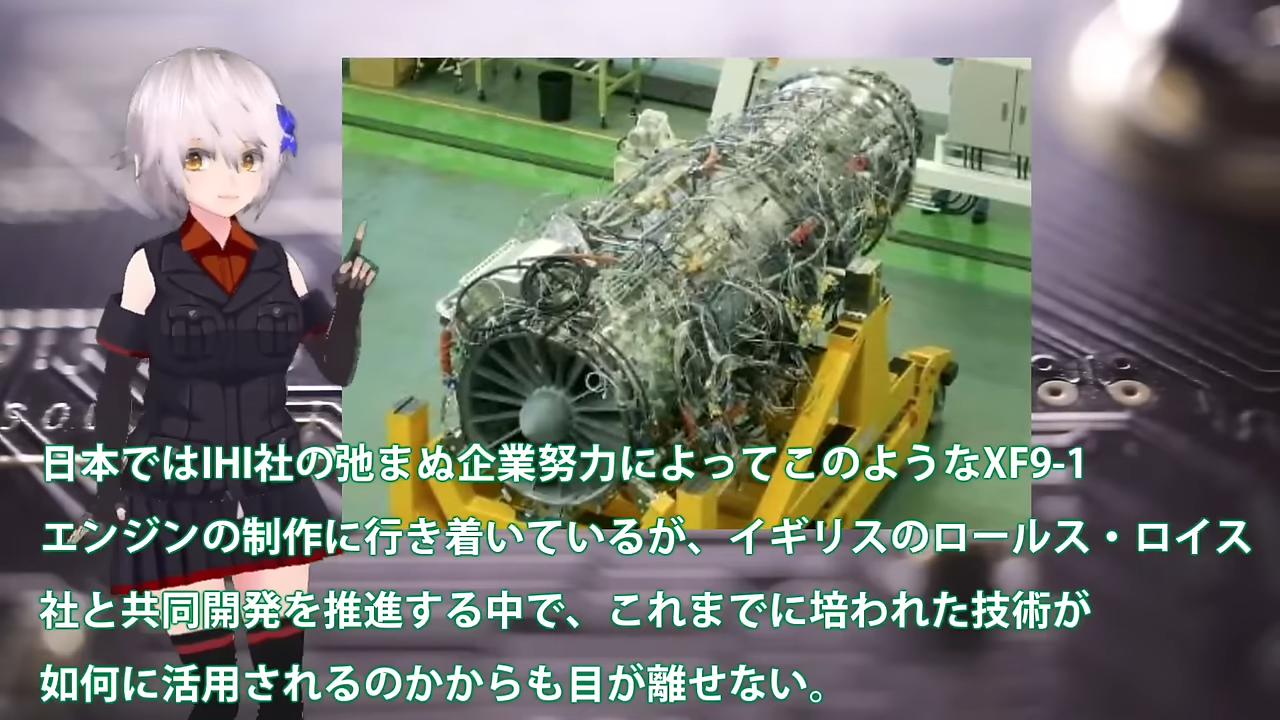 日本ではIHI社の弛まぬ企業努力によってこのようなXF9-1
エンジンの制作に行き着いているが、イギリスのロールス・ロイス
社と共同開発を推進する中で、これまでに培われた技術が
如何に活用されるのかからも目が離せない。